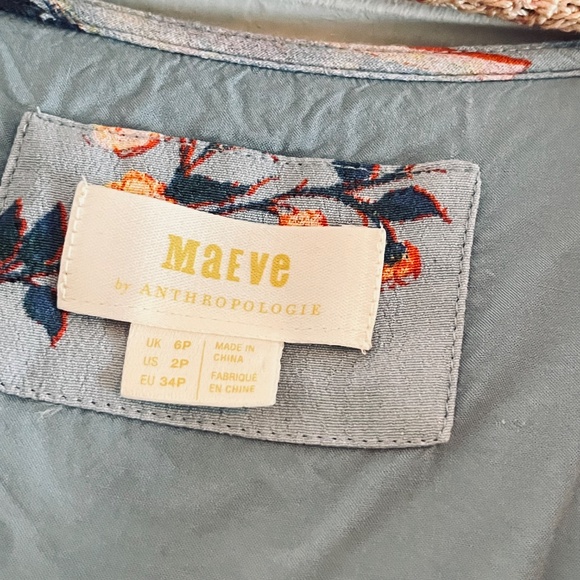 MaEVe
by ANTHROPOLOGIE
UK 6P
US 2P
EU 34P
MADE IN
CHINA
FABRIQUÉ
EN CHINE